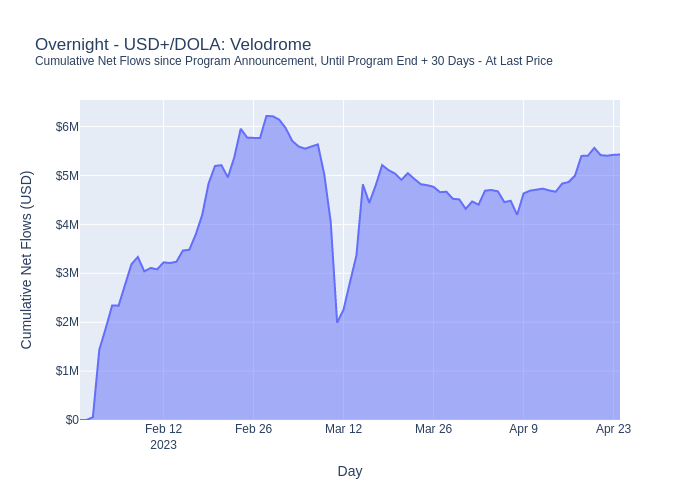 Overnight - USD+/DOLA: Velodrome
Cumulative Net Flows since Program Announcement, Until Program End + 30 Days - At Last Price
Cumulative Net Flows (USD)
$6M
$5M
$4M
$3M
$2M
$1M
$0
Feb 12
2023
Feb 26
Mar 12
Mar 26
Apr 9
Apr 23
Day